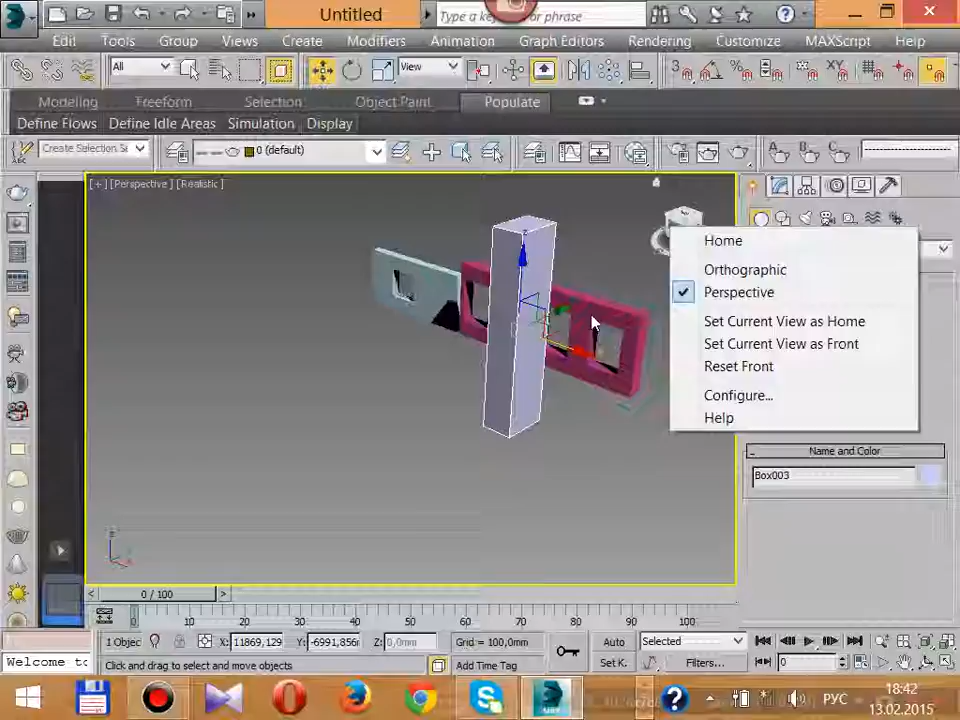 Untitled
Type a keyword or phrase
Edit Tools Group Views Create Modifiers Animation Graph Editors Rendering Customize MAXScript Help
All View
Modeling Freeform Selection Object Paint Populate
Define Flows Define Idle Areas Simulation Display
Create Selection Se 0 (default)
[+] [Perspective] [Realistic]
Home
Orthographic
Perspective
Set Current View as Home
Set Current View as Front
Reset Front
Configure...
Help
Name and Color
Box003
0 / 100
0 10 20 30 40 50 60 70 80 90 100
1 Objec X: 11869,129 Y: -6991,856 Z: 0,0mm Grid = 100,0mm Auto Selected
Welcome to Click and drag to select and move objects Add Time Tag Set K. Filters... 0
РУС 18:42
13.02.2015